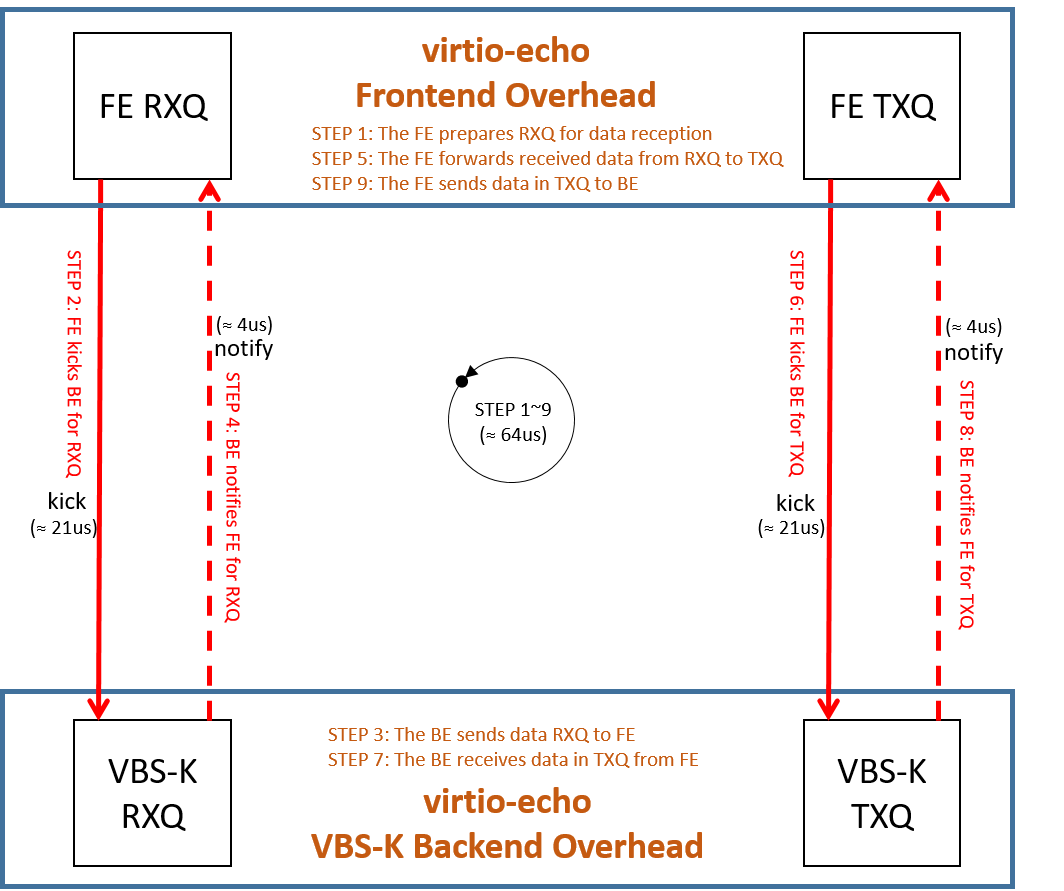 virtio-echo
Frontend Overhead
FE RXQ
FE TXQ
STEP 1: The FE prepares RXQ for data reception
STEP 5: The FE forwards received data from RXQ to TXQ
STEP 9: The FE sends data in TXQ to BE
STEP 2: FE kicks BE for RXQ
kick
(≈ 21us)
(≈ 4us)
notify
STEP 4: BE notifies FE for RXQ
STEP 1~9
(≈ 64us)
STEP 6: FE kicks BE for TXQ
kick
(≈ 21us)
(≈ 4us)
notify
STEP 8: BE notifies FE for TXQ
VBS-K
RXQ
STEP 3: The BE sends data RXQ to FE
STEP 7: The BE receives data in TXQ from FE
virtio-echo
VBS-K Backend Overhead
VBS-K
TXQ